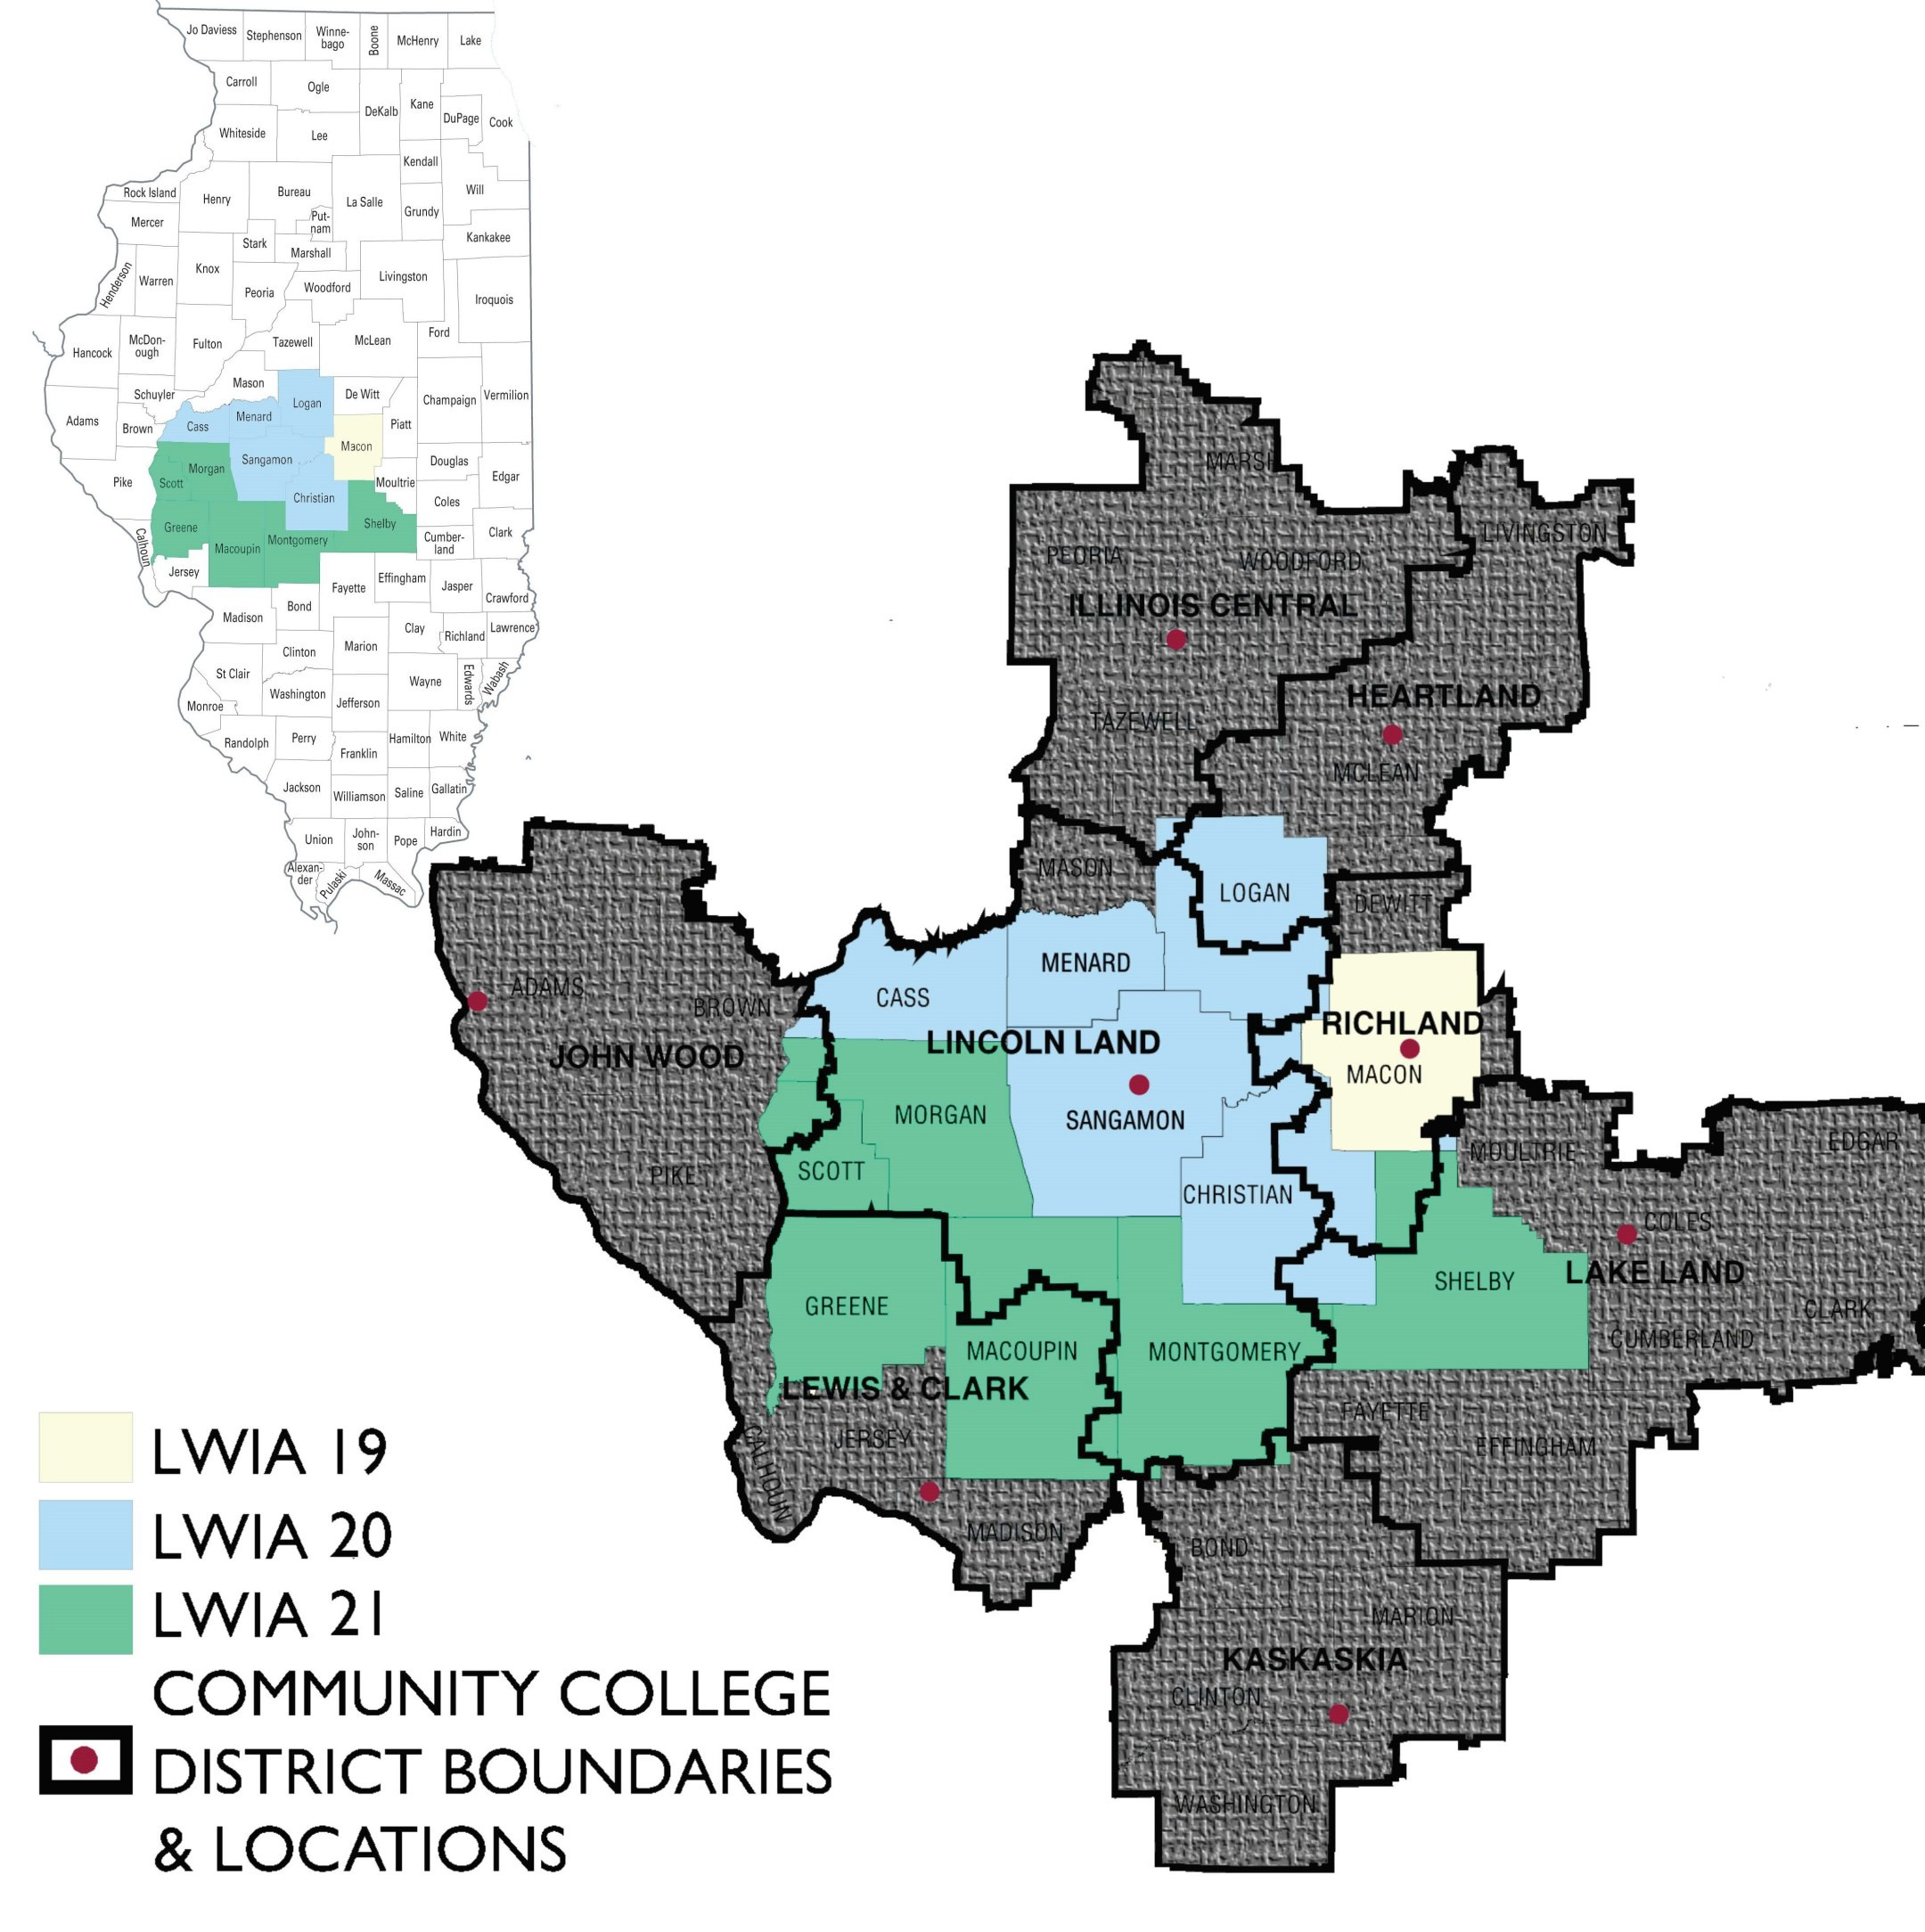 Jo Daviess
Stephenson
Winne-
bago
Boone
McHenry
Lake
Carroll
Ogle
DeKalb
Kane
DuPage
Cook
Whiteside
Lee
Kendall
Will
Rock Island
Henry
Bureau
La Salle
Grundy
Mercer
Put-
nam
Kankakee
Stark
Marshall
Henderson
Warren
Knox
Peoria
Woodford
Livingston
Iroquois
Hancock
McDon-
ough
Fulton
Tazewell
McLean
Ford
Schuyler
Mason
Logan
De Witt
Champaign
Vermilion
Adams
Brown
Cass
Menard
Piatt
Macon
Sangamon
Pike
Scott
Morgan
Christian
Moultrie
Douglas
Edgar
Coles
Calhoun
Greene
Macoupin
Montgomery
Shelby
Cumber-
land
Clark
Jersey
Fayette
Effingham
Jasper
Crawford
Madison
Bond
Clay
Richland
Lawrence
Clinton
Marion
St Clair
Washington
Jefferson
Wayne
Edwards
Wabash
Monroe
Randolph
Perry
Franklin
Hamilton
White
Jackson
Williamson
Saline
Gallatin
Union
John-
son
Pope
Hardin
Alexan-
der
Pulaski
Massac
MARSH
PEORIA
WOODFORD
LIVINGSTON
ILLINOIS CENTRAL
HEARTLAND
TAZEWELL
MCLEAN
MASON
LOGAN
DEWITT
ADAMS
BROWN
CASS
MENARD
JOHN WOOD
LINCOLN LAND
RICHLAND
MACON
MORGAN
SANGAMON
PIKE
SCOTT
CHRISTIAN
MOULTRIE
EDGAR
COLES
LAKE LAND
GREENE
SHELBY
CLARK
CUMBERLAND
MACOUPIN
MONTGOMERY
LEWIS & CLARK
FAYETTE
EFFINGHAM
JERSEY
CALHOUN
MADISON
BOND
MARION
KASKASKIA
CLINTON
WASHINGTON
LWIA 19
LWIA 20
LWIA 21
COMMUNITY COLLEGE
DISTRICT BOUNDARIES
& LOCATIONS